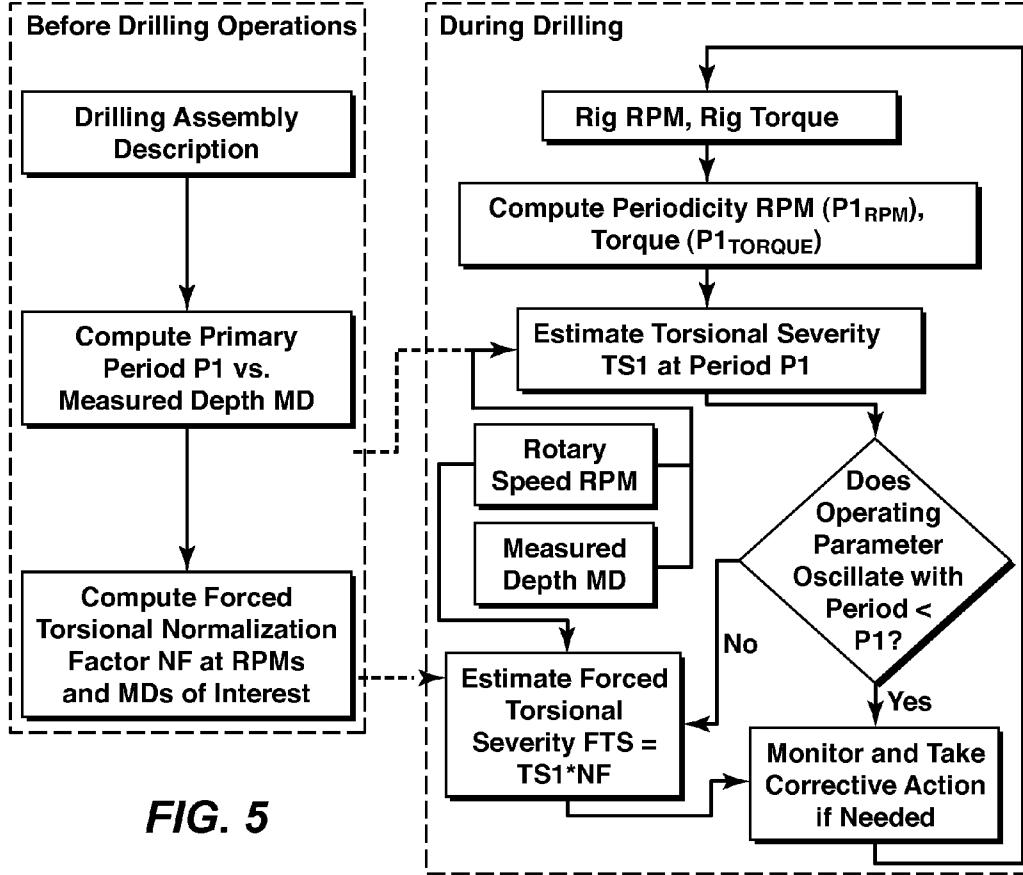 Before Drilling Operations
Drilling Assembly
Description
Compute Primary
Period P1 vs.
Measured Depth MD
Compute Forced
Torsional Normalization
Factor NF at RPMs
and MDs of Interest
During Drilling
Rig RPM, Rig Torque
Compute Periodicity RPM (P1RPM),
Torque (P1TORQUE)
Estimate Torsional Severity
TS1 at Period P1
Rotary
Speed RPM
Measured
Depth MD
Does
Operating
Parameter
Oscillate with
Period <
P1?
No
Yes
Estimate Forced
Torsional
Severity FTS =
TS1*NF
Monitor and Take
Corrective Action
if Needed
FIG. 5